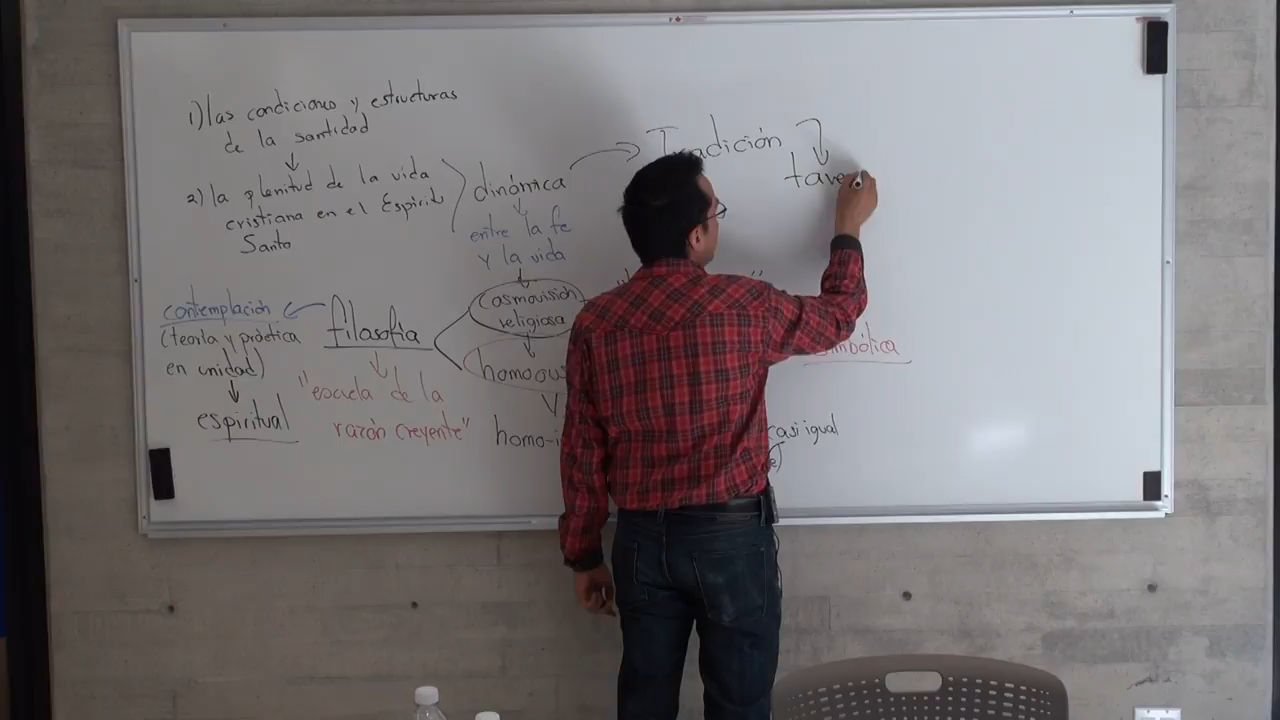 1) las condiciones y estructuras
de la santidad
2) la plenitud de la vida
cristiana en el Espíritu
Santo
dinámica
entre la fe
y la vida
Tradición
cosmovisión
religiosa
contemplación
(teoría y práctica
en unidad)
espiritual
filosofía
"escuela de la
razón creyente"
casi igual